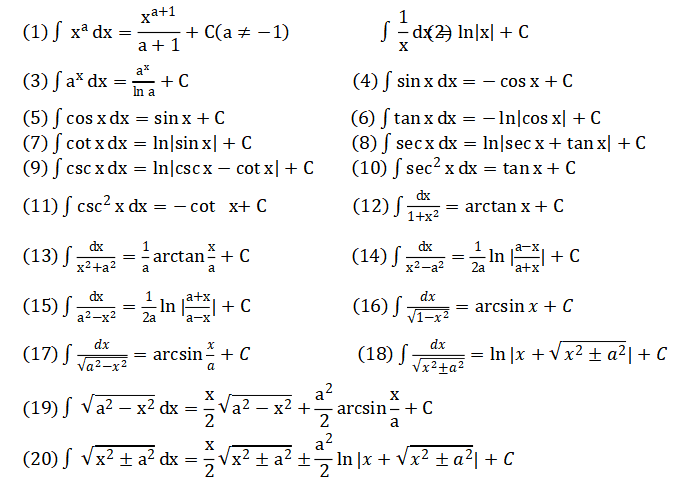 (1)∫ xᵃ dx = xᵃ⁺¹/(a + 1) + C(a ≠ −1) ∫ 1/x dx(2) = ln|x| + C
(3) ∫ aˣ dx = aˣ/ln a + C (4) ∫ sin x dx = − cos x + C
(5) ∫ cos x dx = sin x + C (6) ∫ tan x dx = − ln|cos x| + C
(7) ∫ cot x dx = ln|sin x| + C (8) ∫ sec x dx = ln|sec x + tan x| + C
(9) ∫ csc x dx = ln|csc x − cot x| + C (10) ∫ sec² x dx = tan x + C
(11) ∫ csc² x dx = − cot x+ C (12) ∫ dx/(1+x²) = arctan x + C
(13) ∫ dx/(x²+a²) = 1/a arctan x/a + C (14) ∫ dx/(x²−a²) = 1/2a ln |(a−x)/(a+x)| + C
(15) ∫ dx/(a²−x²) = 1/2a ln |(a+x)/(a−x)| + C (16) ∫ dx/√(1−x²) = arcsin x + C
(17) ∫ dx/√(a²−x²) = arcsin x/a + C (18) ∫ dx/√(x²±a²) = ln |x + √(x² ± a²)| + C
(19) ∫ √(a² − x²) dx = x/2 √(a² − x²) + a²/2 arcsin x/a + C
(20) ∫ √(x² ± a²) dx = x/2 √(x² ± a²) ± a²/2 ln |x + √(x² ± a²)| + C